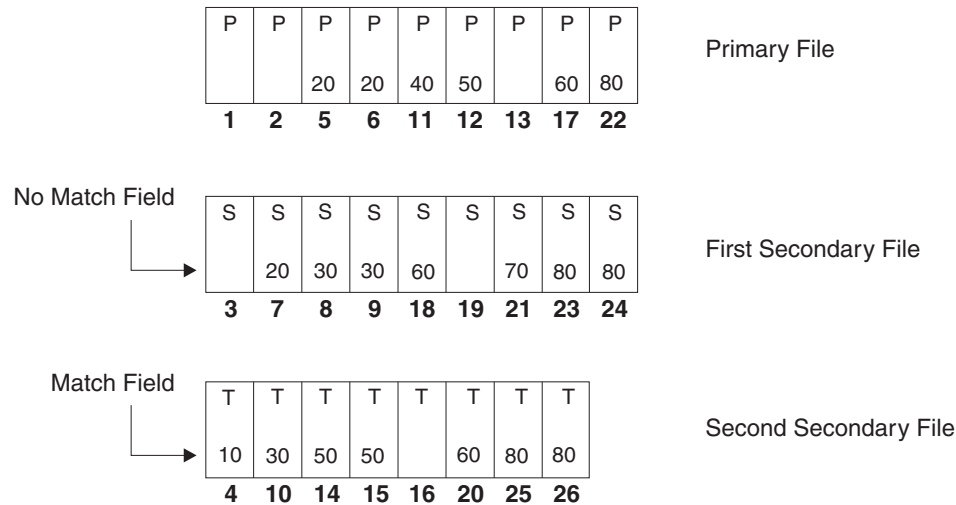 P P P P P P P P P
Primary File
20 20 40 50 60 80
1 2 5 6 11 12 13 17 22
No Match Field
S S S S S S S S S
First Secondary File
20 30 30 60 70 80 80
3 7 8 9 18 19 21 23 24
Match Field
T T T T T T T T
Second Secondary File
10 30 50 50 60 80 80
4 10 14 15 16 20 25 26